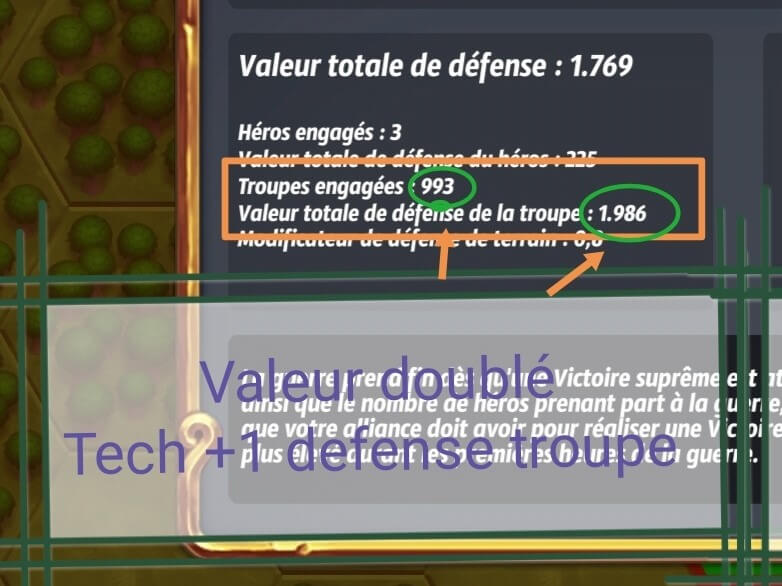 Valeur totale de défense : 1.769
Héros engagés : 3
Valeur totale de défense du héros : 225
Troupes engagées : 993
Valeur totale de défense de la troupe : 1.986
Modificateur de défense de terrain : 0,8
Valeur doublé
La guerre prend fin dès qu'une Victoire suprême est at
ainsi que le nombre de héros prenant part à la guerre,
que votre alliance doit avoir pour réaliser une Victoire
Tech +1 defense troupe
plus élevé durant les premières heures de la guerre.